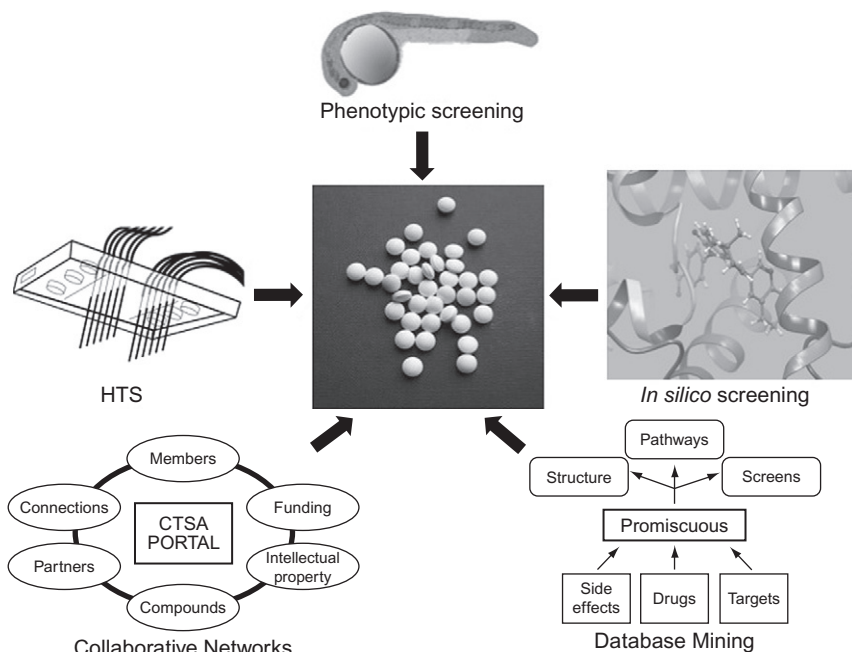 Phenotypic screening
HTS
In silico screening
Members
Connections
Funding
CTSA
PORTAL
Partners
Intellectual
property
Compounds
Collaborative Networks
Pathways
Structure
Screens
Promiscuous
Side
effects
Drugs
Targets
Database Mining